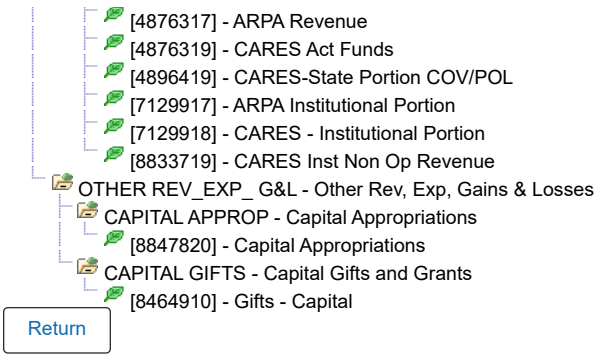 [4876317] - ARPA Revenue
[4876319] - CARES Act Funds
[4896419] - CARES-State Portion COV/POL
[7129917] - ARPA Institutional Portion
[7129918] - CARES - Institutional Portion
[8833719] - CARES Inst Non Op Revenue
OTHER REV_EXP_ G&L - Other Rev, Exp, Gains & Losses
CAPITAL APPROP - Capital Appropriations
[8847820] - Capital Appropriations
CAPITAL GIFTS - Capital Gifts and Grants
[8464910] - Gifts - Capital
Return